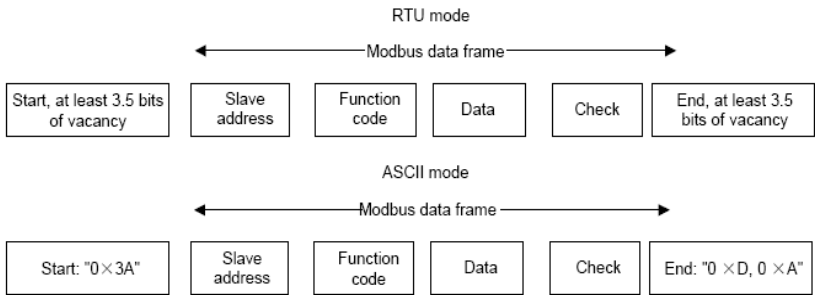 RTU mode
Modbus data frame
Start, at least 3.5 bits
of vacancy
Slave
address
Function
code
Data
Check
End, at least 3.5
bits of vacancy
ASCII mode
Modbus data frame
Start: "0×3A"
Slave
address
Function
code
Data
Check
End: "0 ×D, 0 ×A"